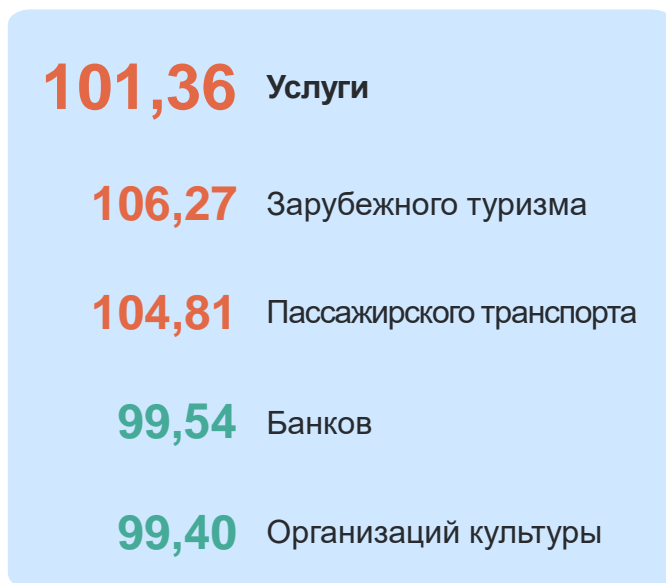 101,36 Услуги
106,27 Зарубежного туризма
104,81 Пассажирского транспорта
99,54 Банков
99,40 Организаций культуры